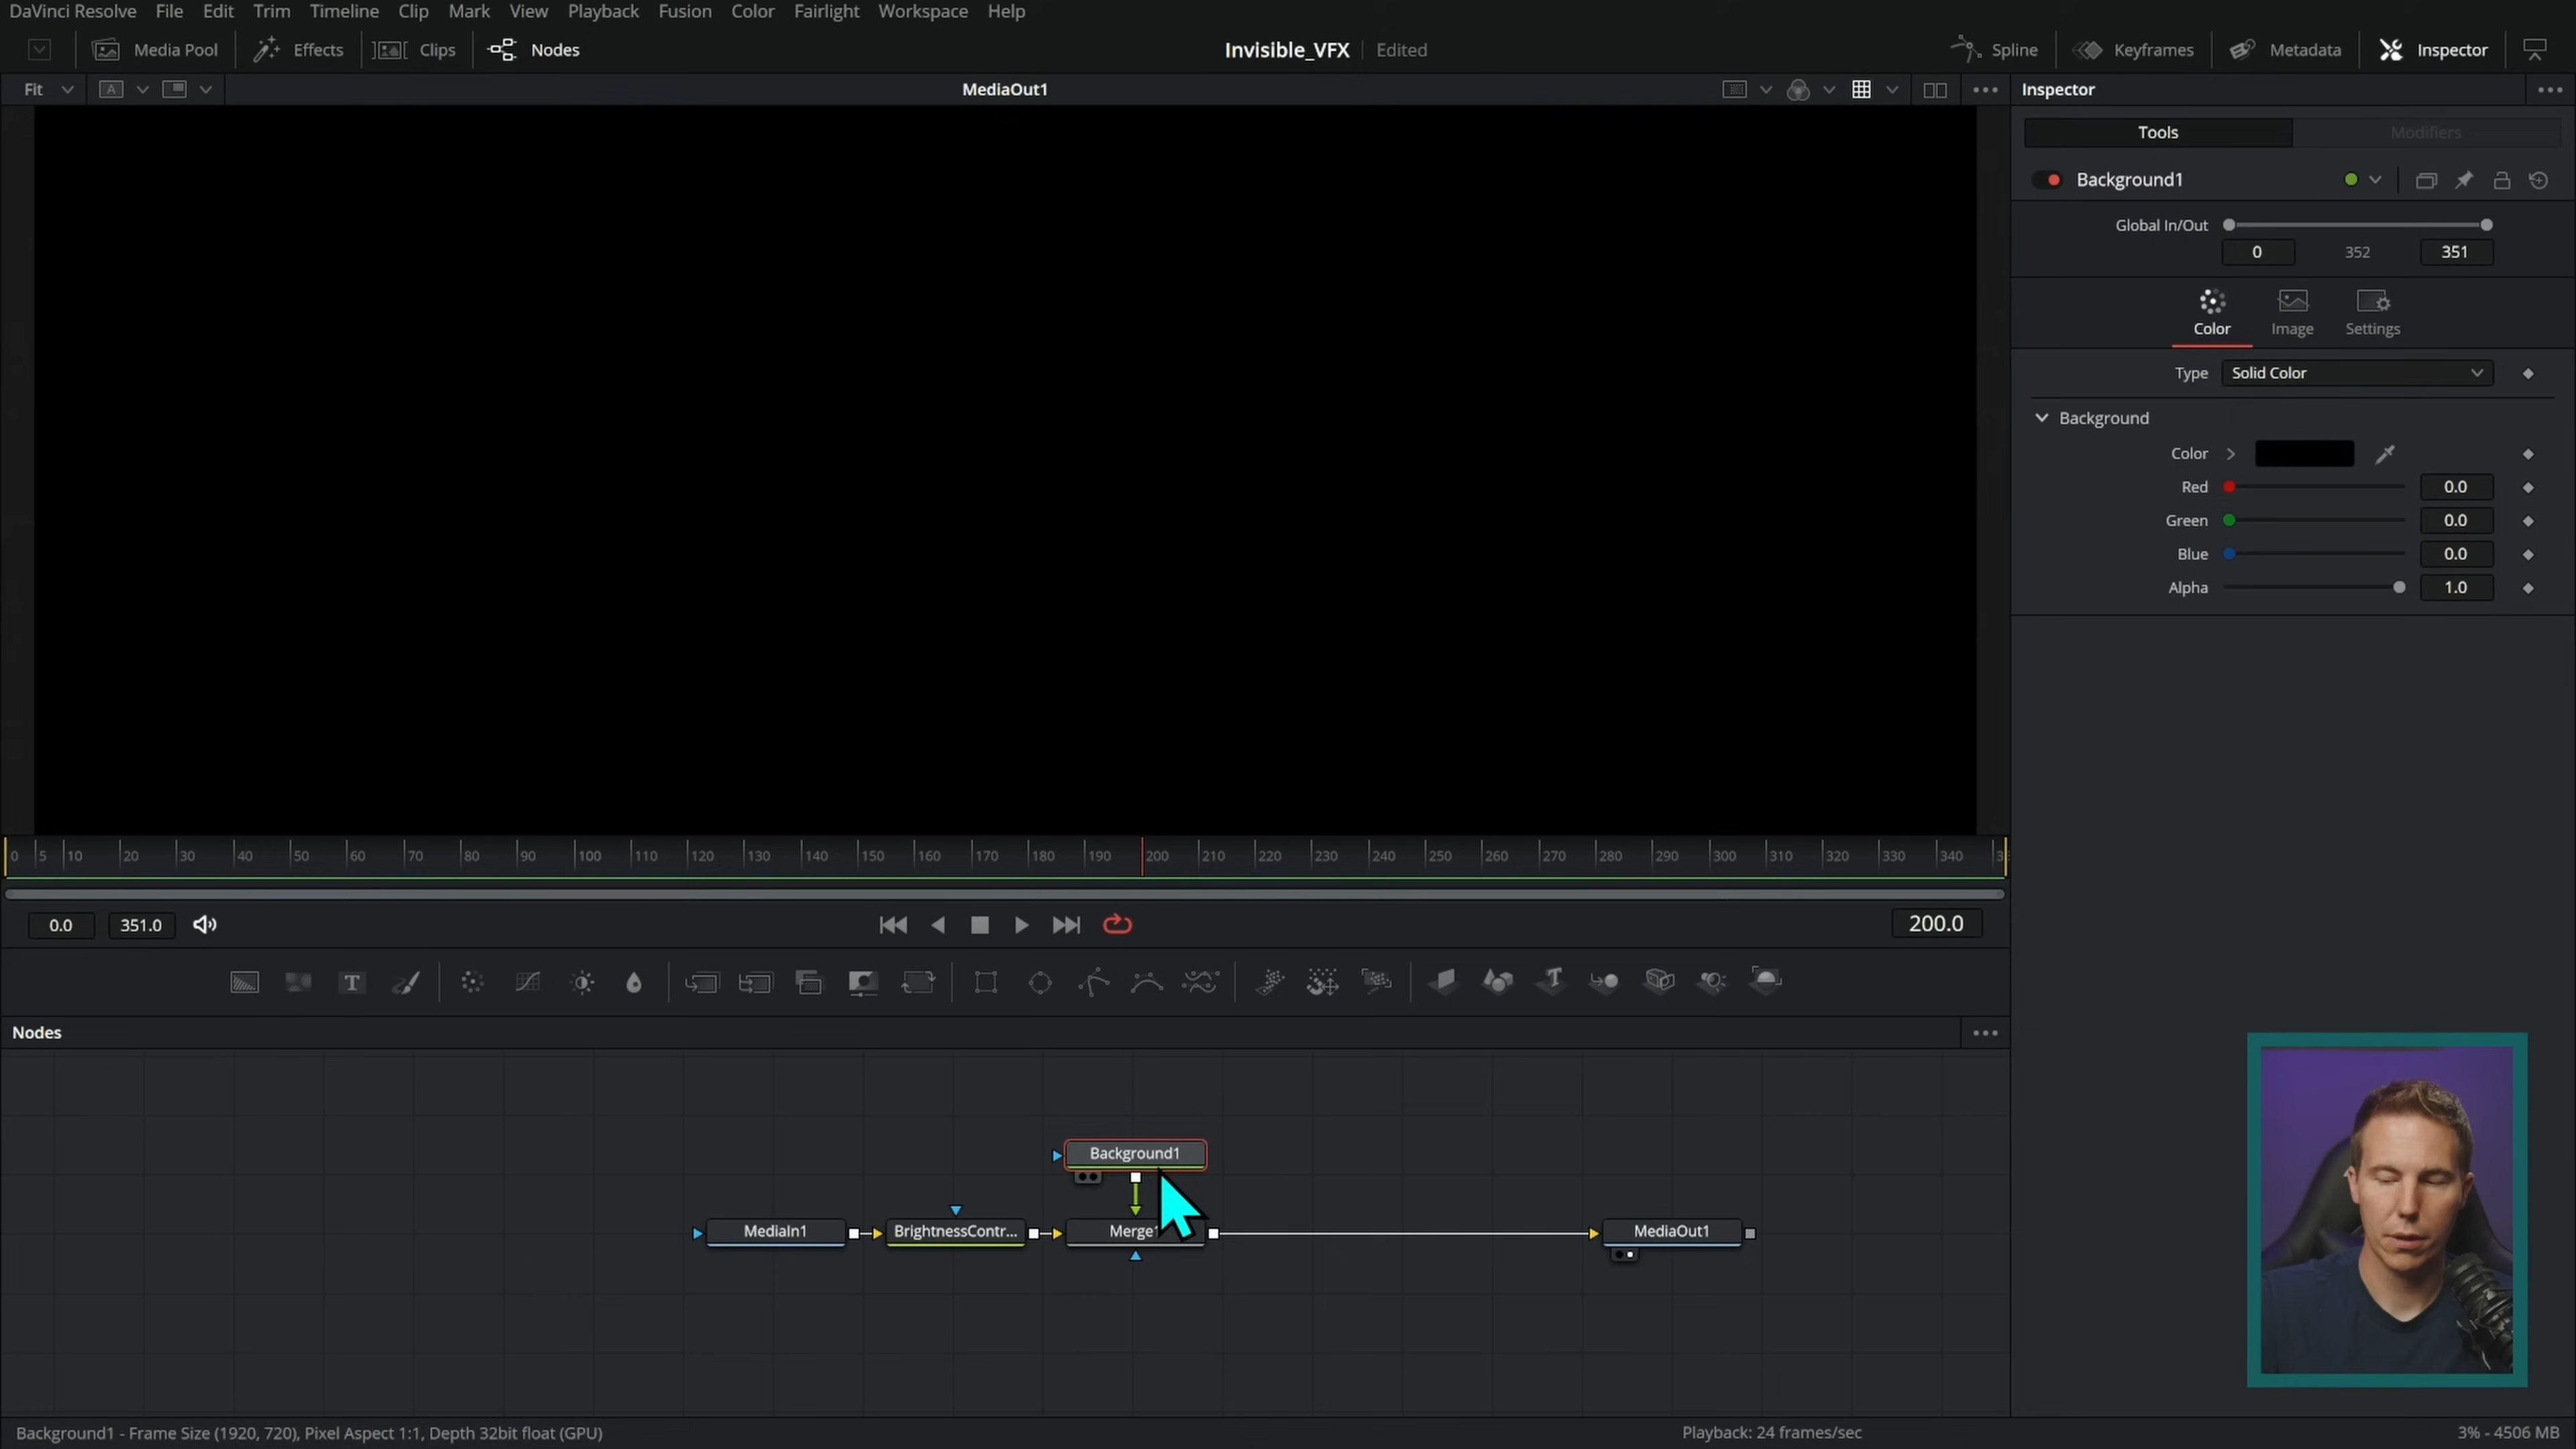 DaVinci Resolve File Edit Trim Timeline Clip Mark View Playback Fusion Color Fairlight Workspace Help
Media Pool Effects Clips Nodes Invisible_VFX Edited Spline Keyframes Metadata Inspector
Fit A MediaOut1 Inspector
Tools Modifiers
Background1
Global In/Out
0 352 351
Color Image Settings
Type Solid Color
Background
Color
Red 0.0
Green 0.0
Blue 0.0
Alpha 1.0
0 5 10 20 30 40 50 60 70 80 90 100 110 120 130 140 150 160 170 180 190 200 210 220 230 240 250 260 270 280 290 300 310 320 330 340
0.0 351.0 200.0
T T
Nodes
Background1
MediaIn1 BrightnessContr... Merge1 MediaOut1
Background1 - Frame Size (1920, 720), Pixel Aspect 1:1, Depth 32bit float (GPU) Playback: 24 frames/sec 3% - 4506 MB